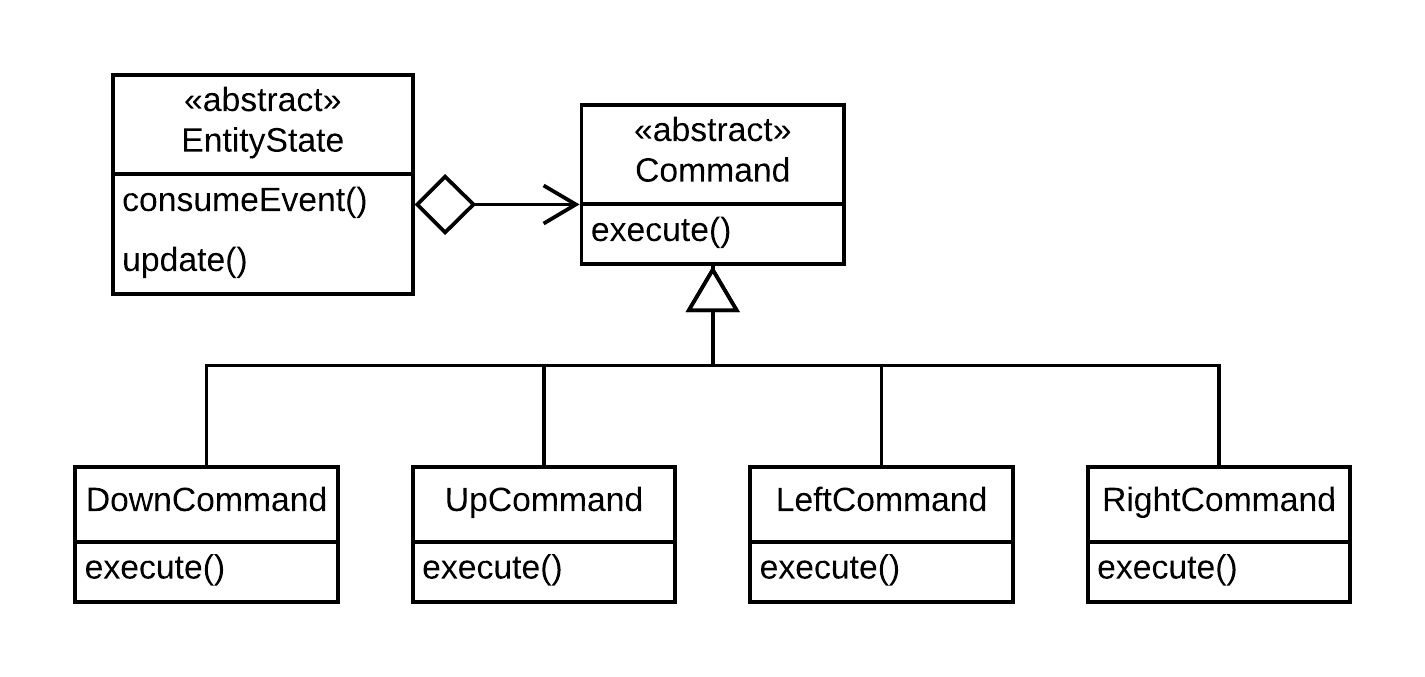 «abstract»
EntityState
consumeEvent()
update()
«abstract»
Command
execute()
DownCommand
execute()
UpCommand
execute()
LeftCommand
execute()
RightCommand
execute()